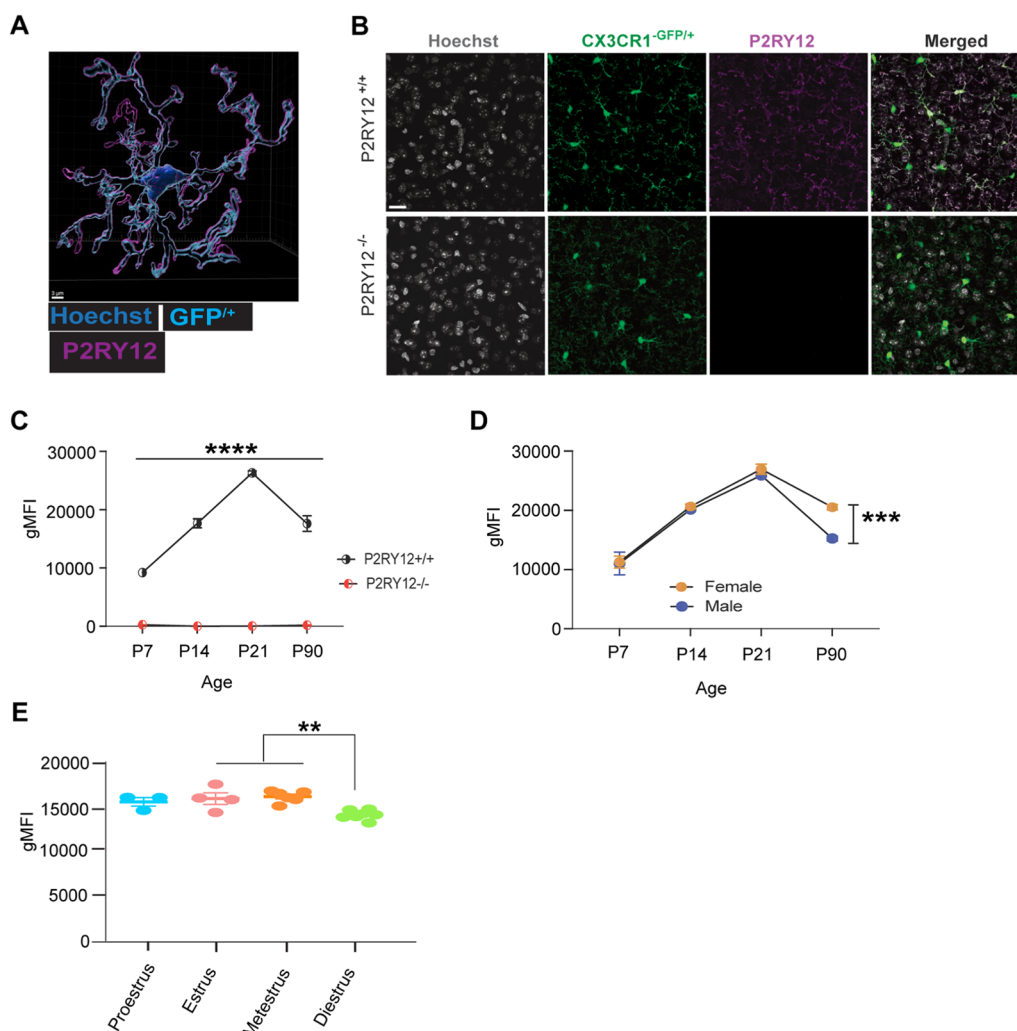 A
3 µm
Hoechst GFP/+
P2RY12
B
Hoechst CX3CR1-GFP/+ P2RY12 Merged
P2RY12 +/+
P2RY12 -/-
C
****
30000
20000
10000
0
gMFI
P2RY12+/+
P2RY12-/-
P7 P14 P21 P90
Age
D
30000
20000
10000
0
gMFI
***
Female
Male
P7 P14 P21 P90
Age
E
**
20000
15000
10000
5000
0
gMFI
Proestrus Estrus Metestrus Diestrus